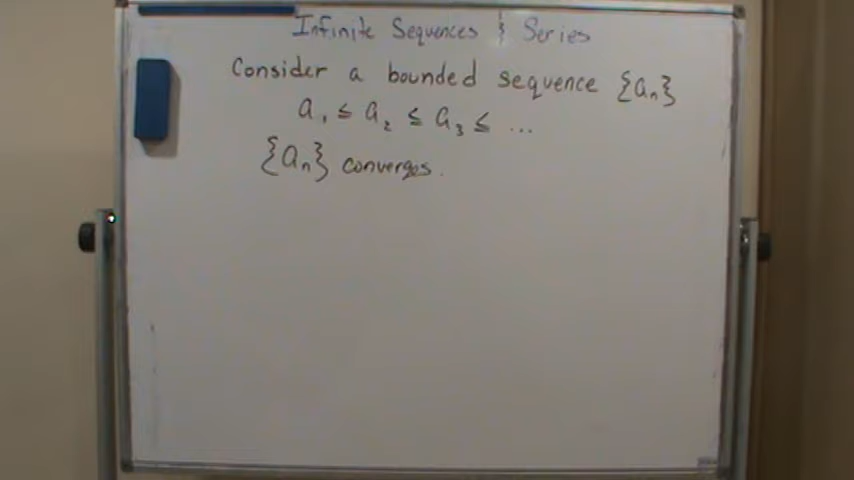 Infinite Sequences & Series
Consider a bounded sequence {aₙ}
a₁ ≤ a₂ ≤ a₃ ≤ ...
{aₙ} converges.